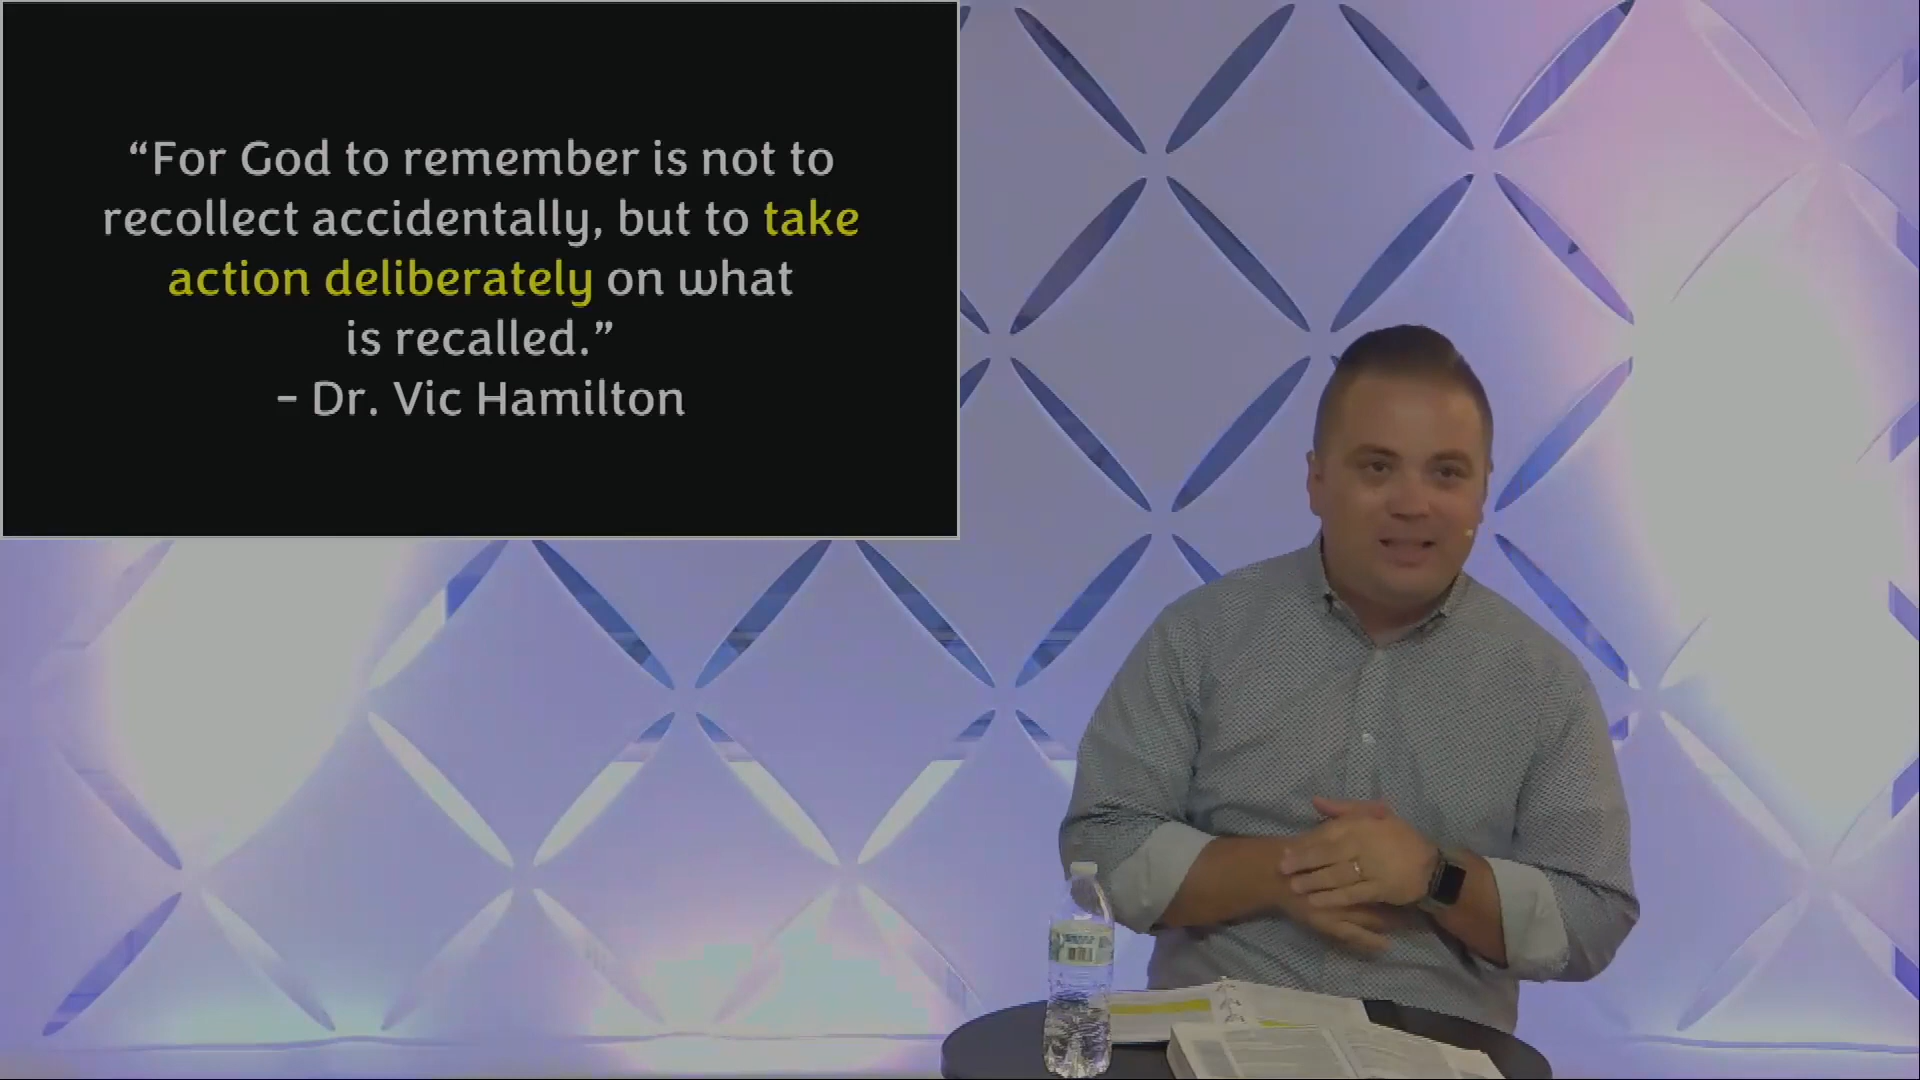 “For God to remember is not to
recollect accidentally, but to take
action deliberately on what
is recalled.”
– Dr. Vic Hamilton